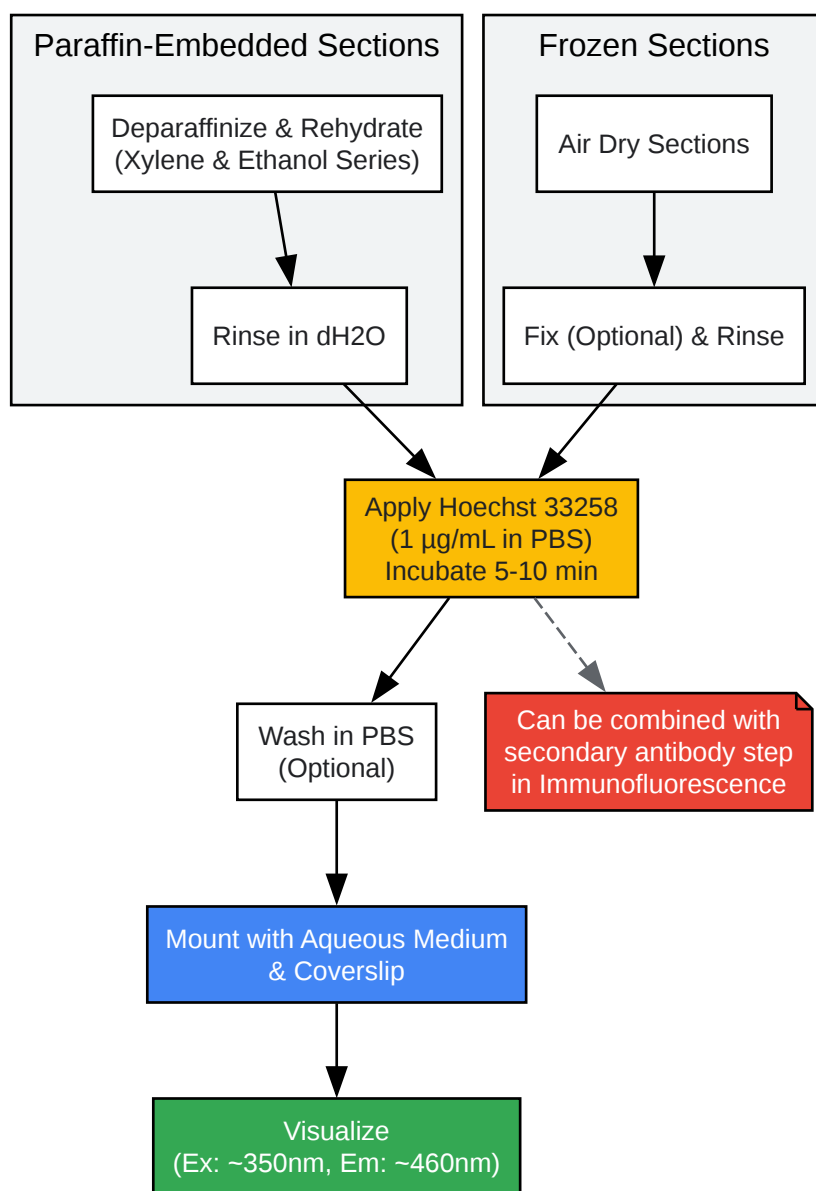 Paraffin-Embedded Sections
Deparaffinize & Rehydrate
(Xylene & Ethanol Series)
Rinse in dH2O
Frozen Sections
Air Dry Sections
Fix (Optional) & Rinse
Apply Hoechst 33258
(1 µg/mL in PBS)
Incubate 5-10 min
Wash in PBS
(Optional)
Can be combined with
secondary antibody step
in Immunofluorescence
Mount with Aqueous Medium
& Coverslip
Visualize
(Ex: ~350nm, Em: ~460nm)